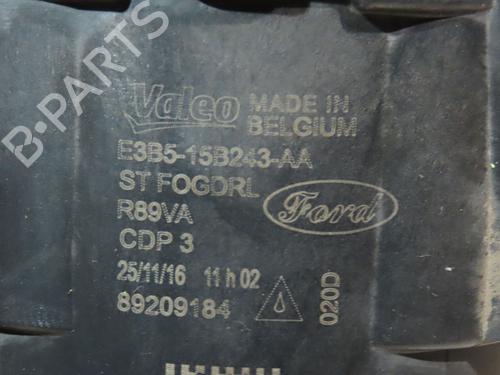 Valeo MADE IN
BELGIUM
E3B5-15B243-AA
ST FOGDRL
R89VA
Ford
CDP 3
25/11/16 11 h 02
89209184
020D
B-PARTS